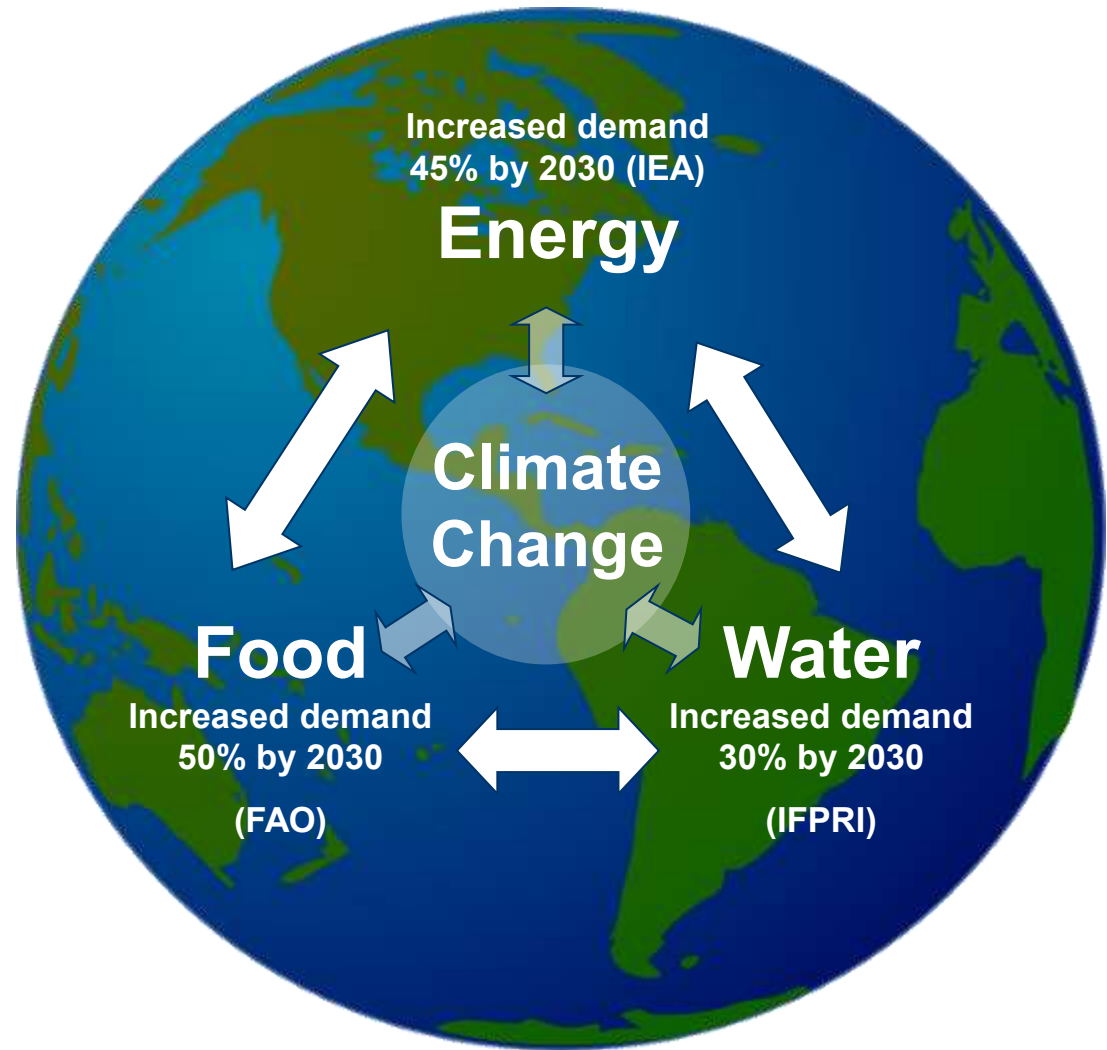 Increased demand
45% by 2030 (IEA)
Energy
Climate
Change
Food
Increased demand
50% by 2030
(FAO)
Water
Increased demand
30% by 2030
(IFPRI)